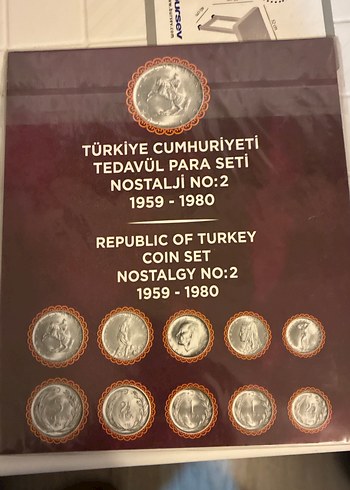 TÜRKİYE CUMHURİYETİ
TEDAVÜL PARA SETİ
NOSTALJİ NO:2
1959 - 1980
REPUBLIC OF TURKEY
COIN SET
NOSTALGY NO:2
1959 - 1980